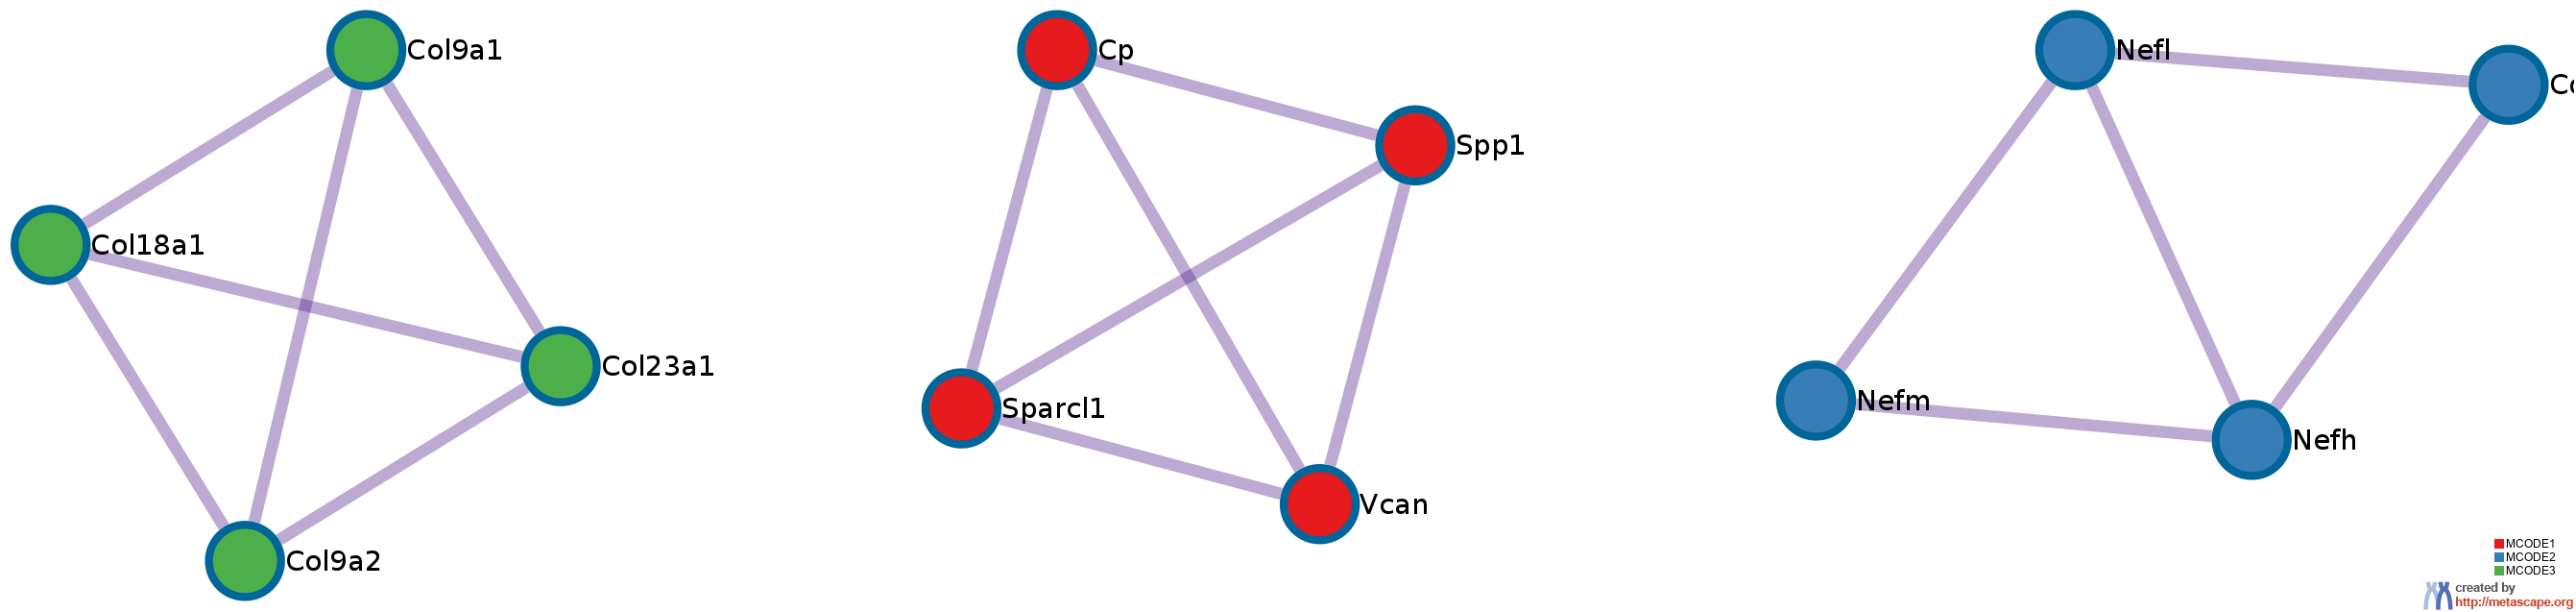 Col9a1
Col18a1
Col23a1
Col9a2
Cp
Spp1
Sparcl1
Vcan
Nefl
Nefm
Nefh
MCODE1
MCODE2
MCODE3
created by
http://metascape.org